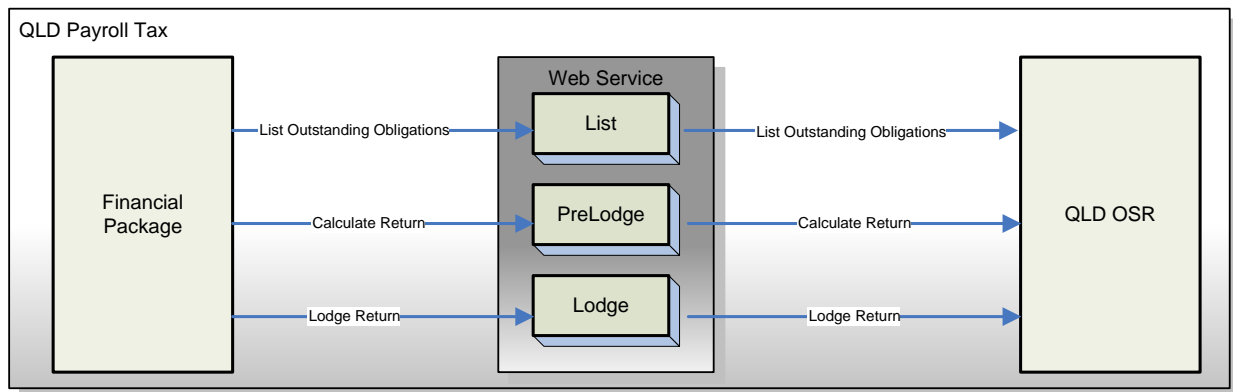 QLD Payroll Tax
Web Service
List Outstanding Obligations
List
List Outstanding Obligations
Financial
Package
Calculate Return
PreLodge
Calculate Return
QLD OSR
Lodge Return
Lodge
Lodge Return